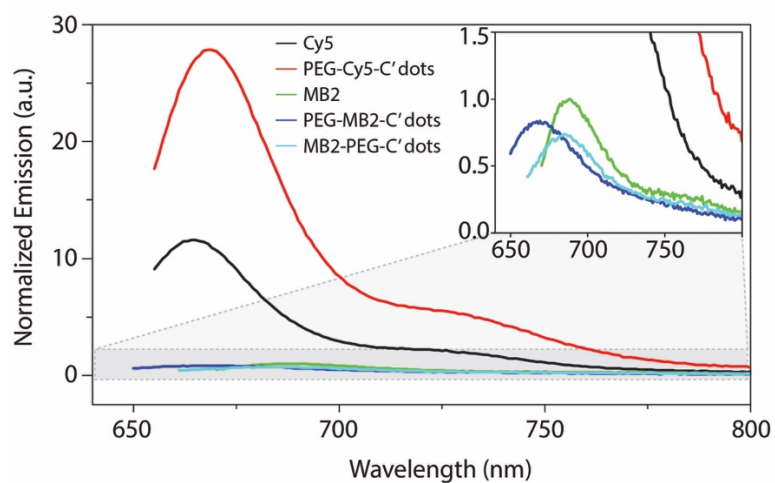 30
20
10
0
Normalized Emission (a.u.)
650
700
750
800
Wavelength (nm)
Cy5
PEG-Cy5-C’ dots
MB2
PEG-MB2-C’ dots
MB2-PEG-C’ dots
1.5
1.0
0.5
0.0
650
700
750